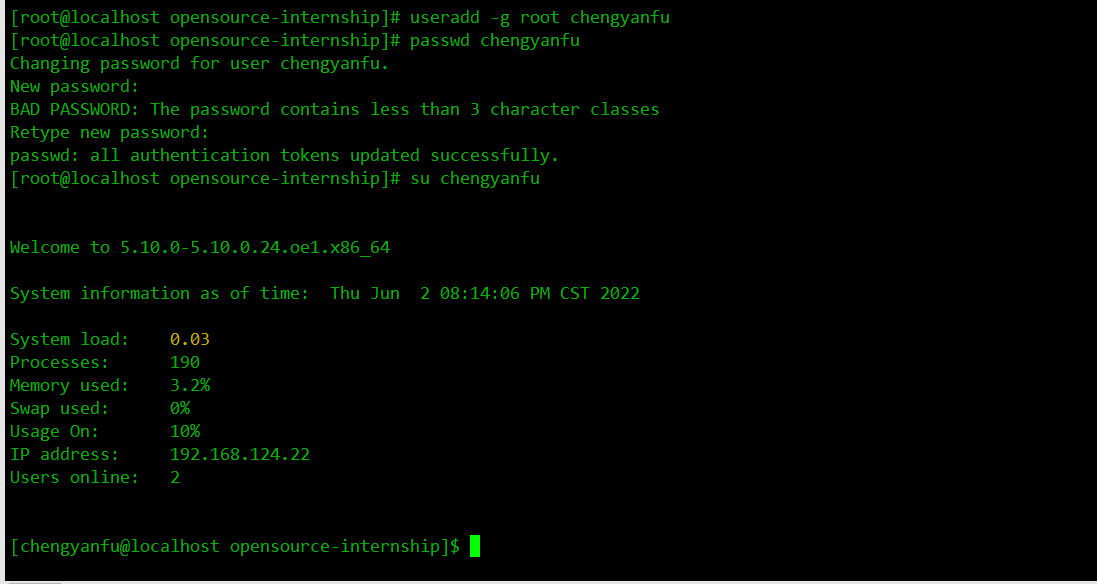 [root@localhost opensource-internship]# useradd -g root chengyanfu
[root@localhost opensource-internship]# passwd chengyanfu
Changing password for user chengyanfu.
New password:
BAD PASSWORD: The password contains less than 3 character classes
Retype new password:
passwd: all authentication tokens updated successfully.
[root@localhost opensource-internship]# su chengyanfu
Welcome to 5.10.0-5.10.0.24.oe1.x86_64
System information as of time:  Thu Jun  2 08:14:06 PM CST 2022
System load:    0.03
Processes:      190
Memory used:    3.2%
Swap used:      0%
Usage On:       10%
IP address:     192.168.124.22
Users online:   2
[chengyanfu@localhost opensource-internship]$